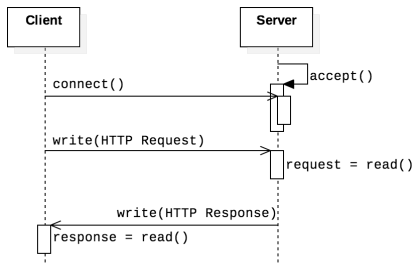 Client
Server
accept()
connect()
write(HTTP Request)
request = read()
write(HTTP Response)
response = read()